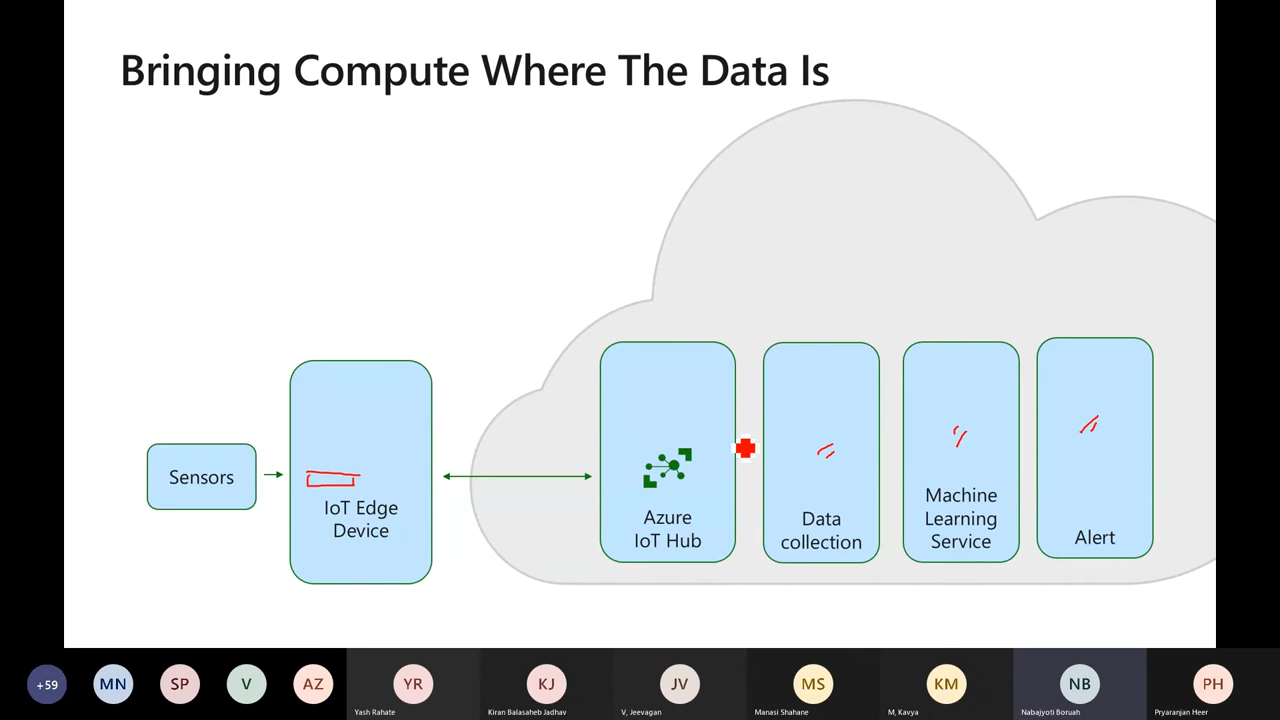 Bringing Compute Where The Data Is
Sensors
IoT Edge
Device
Azure
IoT Hub
Data
collection
Machine
Learning
Service
Alert
+59
MN
SP
V
AZ
YR
KJ
JV
MS
KM
NB
PH
Yash Rahate
Kiran Balasaheb Jadhav
V, Jeevagan
Manasi Shahane
M, Kavya
Nabajyoti Boruah
Pryaranjan Heer